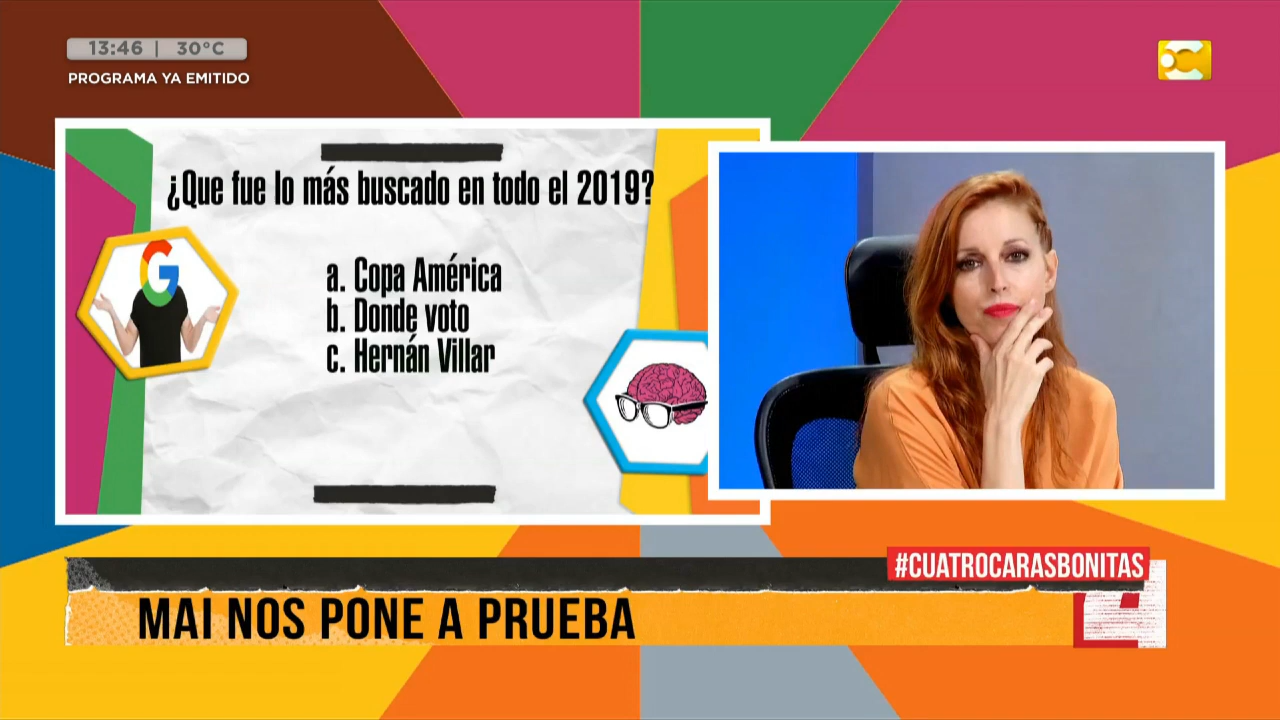 13:46 | 30°C
PROGRAMA YA EMITIDO
¿Que fue lo más buscado en todo el 2019?
a. Copa América
b. Donde voto
c. Hernán Villar
#CUATROCARASBONITAS
MAI NOS PONE A PRUEBA